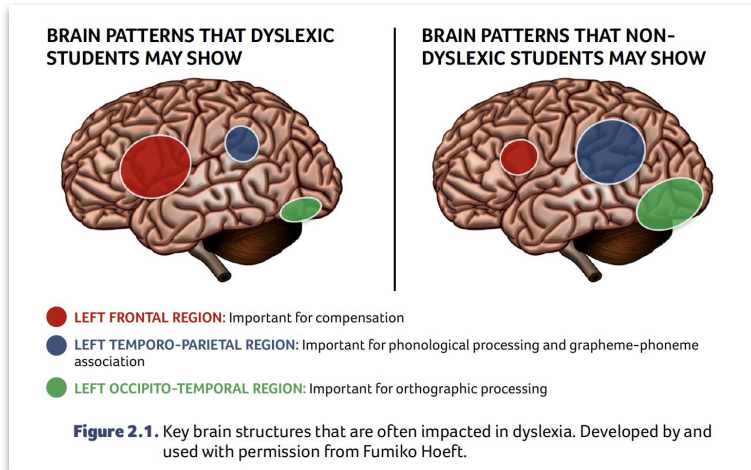 BRAIN PATTERNS THAT DYSLEXIC
STUDENTS MAY SHOW
BRAIN PATTERNS THAT NON-
DYSLEXIC STUDENTS MAY SHOW
LEFT FRONTAL REGION: Important for compensation
LEFT TEMPORO-PARIETAL REGION: Important for phonological processing and grapheme-phoneme
association
LEFT OCCIPITO-TEMPORAL REGION: Important for orthographic processing
Figure 2.1. Key brain structures that are often impacted in dyslexia. Developed by and
used with permission from Fumiko Hoeft.